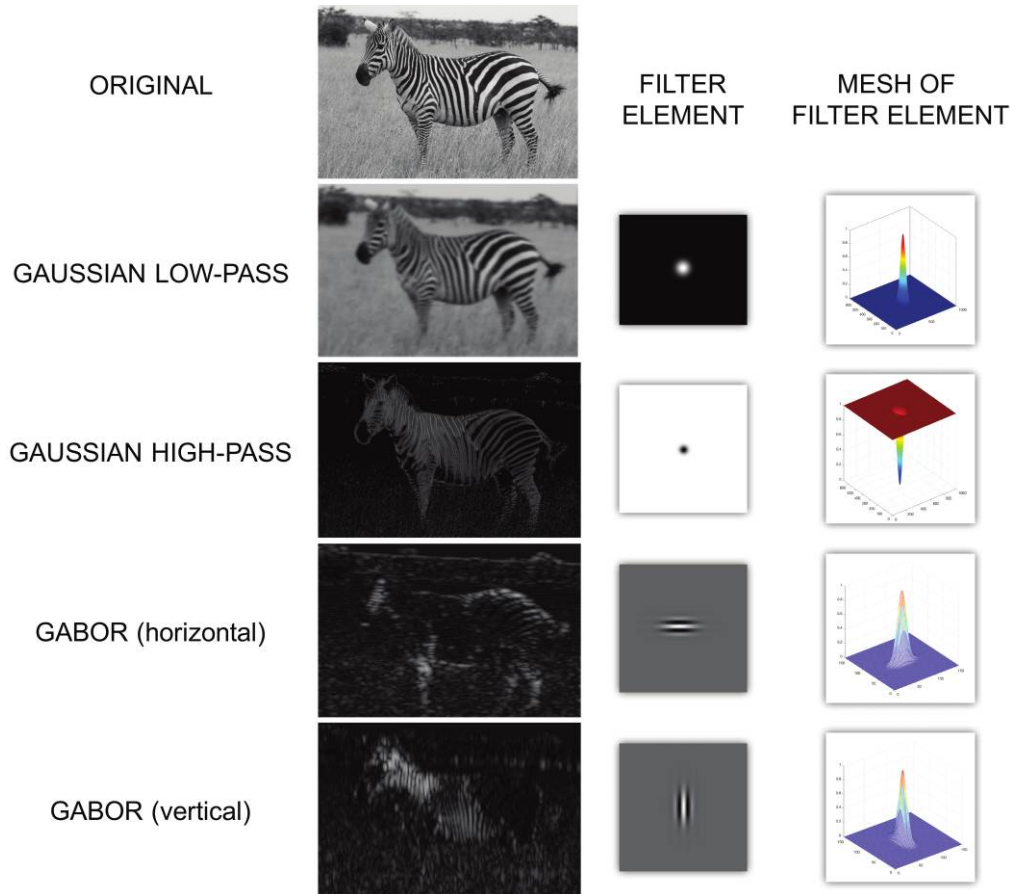 ORIGINAL
FILTER
ELEMENT
MESH OF
FILTER ELEMENT
GAUSSIAN LOW-PASS
GAUSSIAN HIGH-PASS
GABOR (horizontal)
GABOR (vertical)